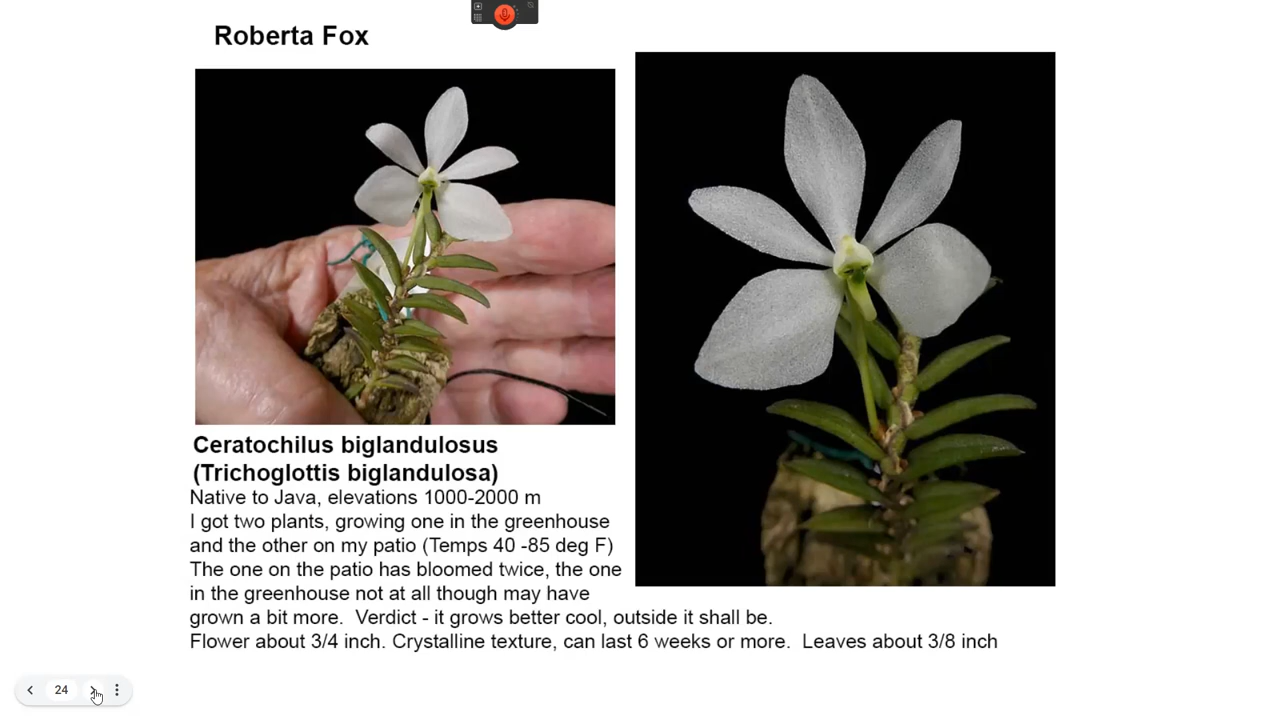 Roberta Fox
Ceratochilus biglandulosus
(Trichoglottis biglandulosa)
Native to Java, elevations 1000-2000 m
I got two plants, growing one in the greenhouse
and the other on my patio (Temps 40 -85 deg F)
The one on the patio has bloomed twice, the one
in the greenhouse not at all though may have
grown a bit more.  Verdict - it grows better cool, outside it shall be.
Flower about 3/4 inch. Crystalline texture, can last 6 weeks or more.  Leaves about 3/8 inch
24